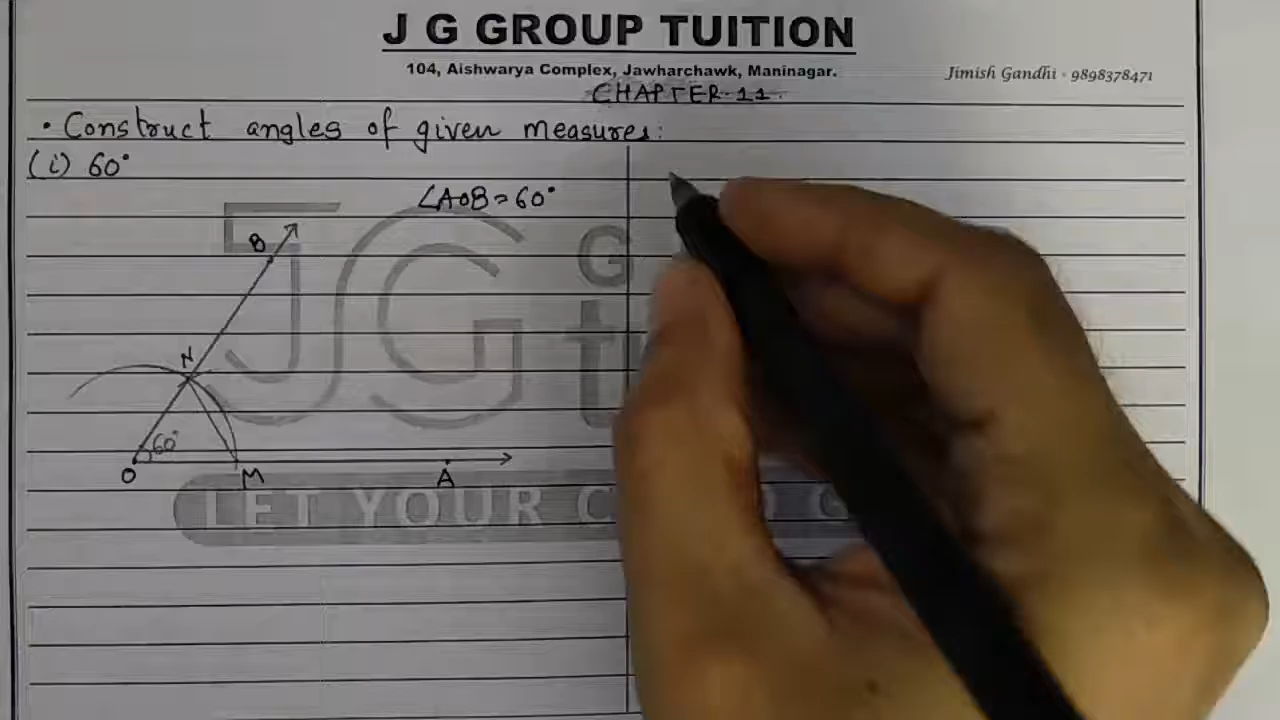 J G GROUP TUITION
104, Aishwarya Complex, Jawharchawk, Maninagar.
Jimish Gandhi - 9898378471
CHAPTER-11
• Construct angles of given measures:
(i) 60°
∠AOB = 60°
B
N
60°
O
M
A
JG
G
t
LET YOUR C